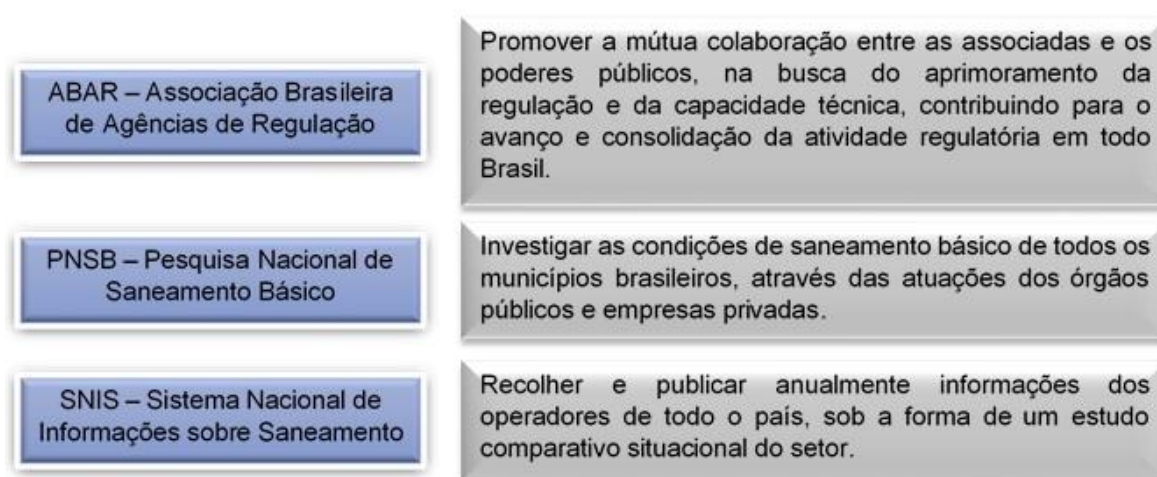 ABAR – Associação Brasileira
de Agências de Regulação
Promover a mútua colaboração entre as associadas e os
poderes públicos, na busca do aprimoramento da
regulação e da capacidade técnica, contribuindo para o
avanço e consolidação da atividade regulatória em todo
Brasil.
PNSB – Pesquisa Nacional de
Saneamento Básico
Investigar as condições de saneamento básico de todos os
municípios brasileiros, através das atuações dos órgãos
públicos e empresas privadas.
SNIS – Sistema Nacional de
Informações sobre Saneamento
Recolher e publicar anualmente informações dos
operadores de todo o país, sob a forma de um estudo
comparativo situacional do setor.